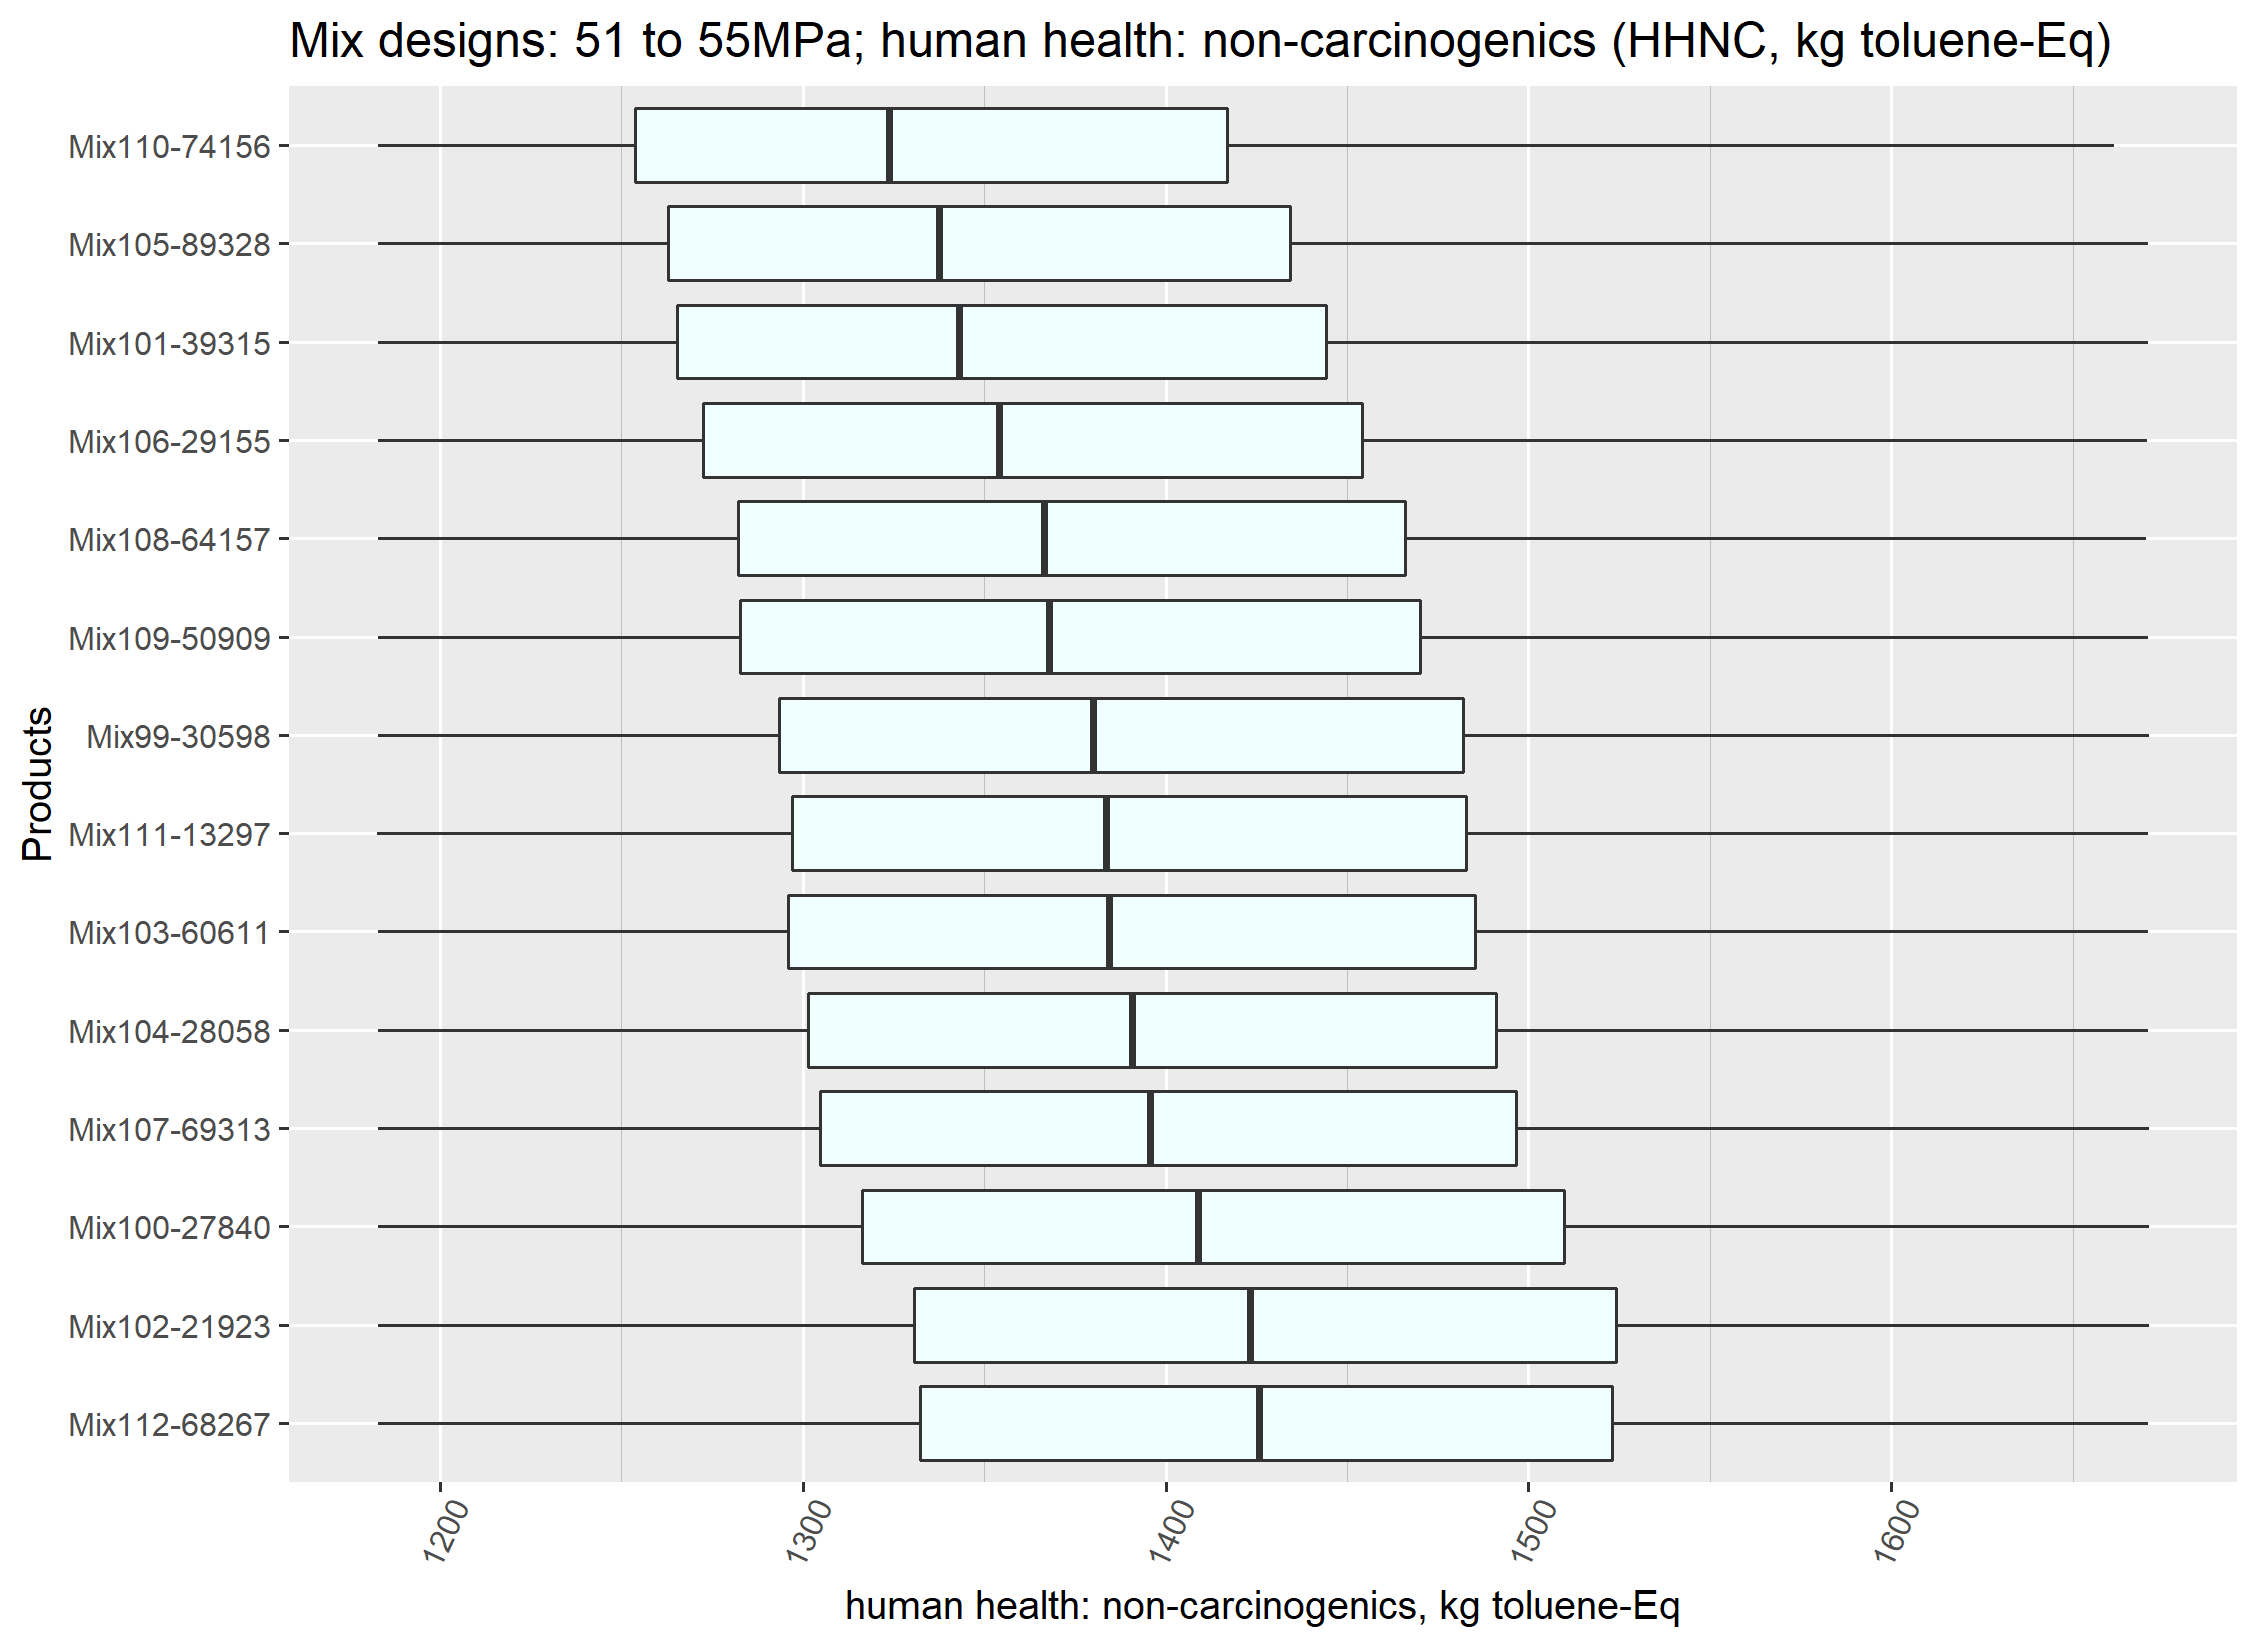 Mix designs: 51 to 55MPa; human health: non-carcinogenics (HHNC, kg toluene-Eq)
Products
Mix110-74156
Mix105-89328
Mix101-39315
Mix106-29155
Mix108-64157
Mix109-50909
Mix99-30598
Mix111-13297
Mix103-60611
Mix104-28058
Mix107-69313
Mix100-27840
Mix102-21923
Mix112-68267
1200
1300
1400
1500
1600
human health: non-carcinogenics, kg toluene-Eq